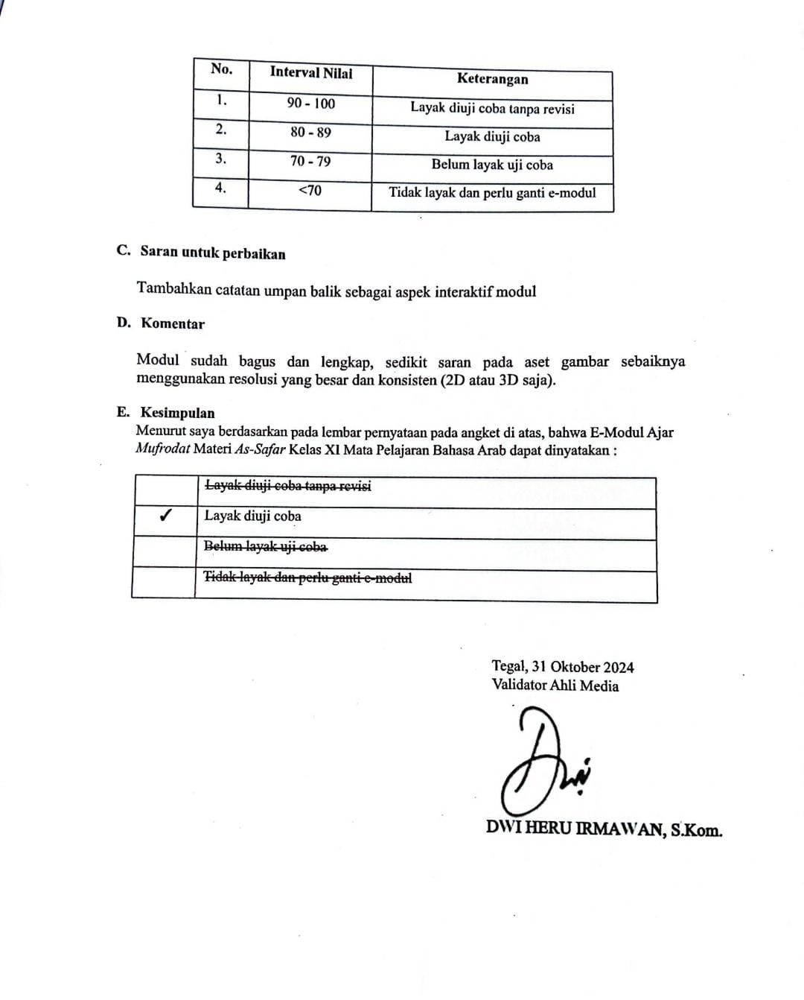 No. Interval Nilai Keterangan
1. 90 - 100 Layak diuji coba tanpa revisi
2. 80 - 89 Layak diuji coba
3. 70 - 79 Belum layak uji coba
4. <70 Tidak layak dan perlu ganti e-modul
C. Saran untuk perbaikan
Tambahkan catatan umpan balik sebagai aspek interaktif modul
D. Komentar
Modul sudah bagus dan lengkap, sedikit saran pada aset gambar sebaiknya
menggunakan resolusi yang besar dan konsisten (2D atau 3D saja).
E. Kesimpulan
Menurut saya berdasarkan pada lembar pernyataan pada angket di atas, bahwa E-Modul Ajar
Mufrodat Materi As-Safar Kelas XI Mata Pelajaran Bahasa Arab dapat dinyatakan :
Layak diuji coba tanpa revisi
✓ Layak diuji coba
Belum layak uji coba
Tidak layak dan perlu ganti e-modul
Tegal, 31 Oktober 2024
Validator Ahli Media
Dwi
DWI HERU IRMAWAN, S.Kom.